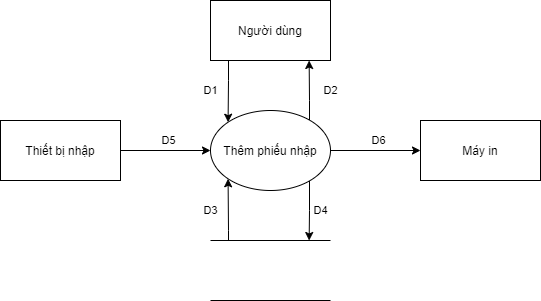 Người dùng
D1
D2
Thiết bị nhập
D5
Thêm phiếu nhập
D6
Máy in
D3
D4